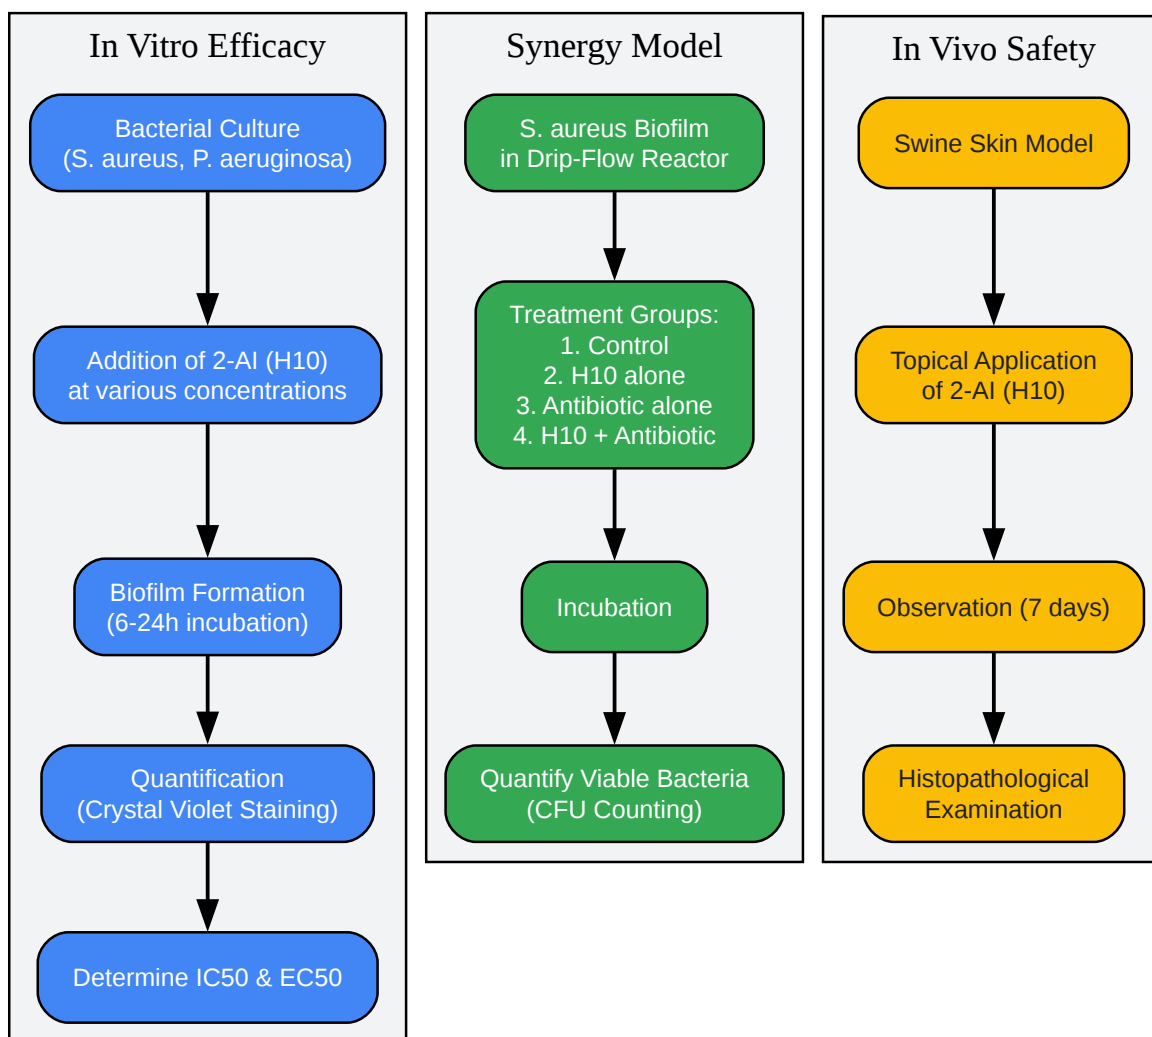 In Vitro Efficacy
Bacterial Culture
(S. aureus, P. aeruginosa)
Addition of 2-AI (H10)
at various concentrations
Biofilm Formation
(6-24h incubation)
Quantification
(Crystal Violet Staining)
Determine IC50 & EC50
Synergy Model
S. aureus Biofilm
in Drip-Flow Reactor
Treatment Groups:
1. Control
2. H10 alone
3. Antibiotic alone
4. H10 + Antibiotic
Incubation
Quantify Viable Bacteria
(CFU Counting)
In Vivo Safety
Swine Skin Model
Topical Application
of 2-AI (H10)
Observation (7 days)
Histopathological
Examination